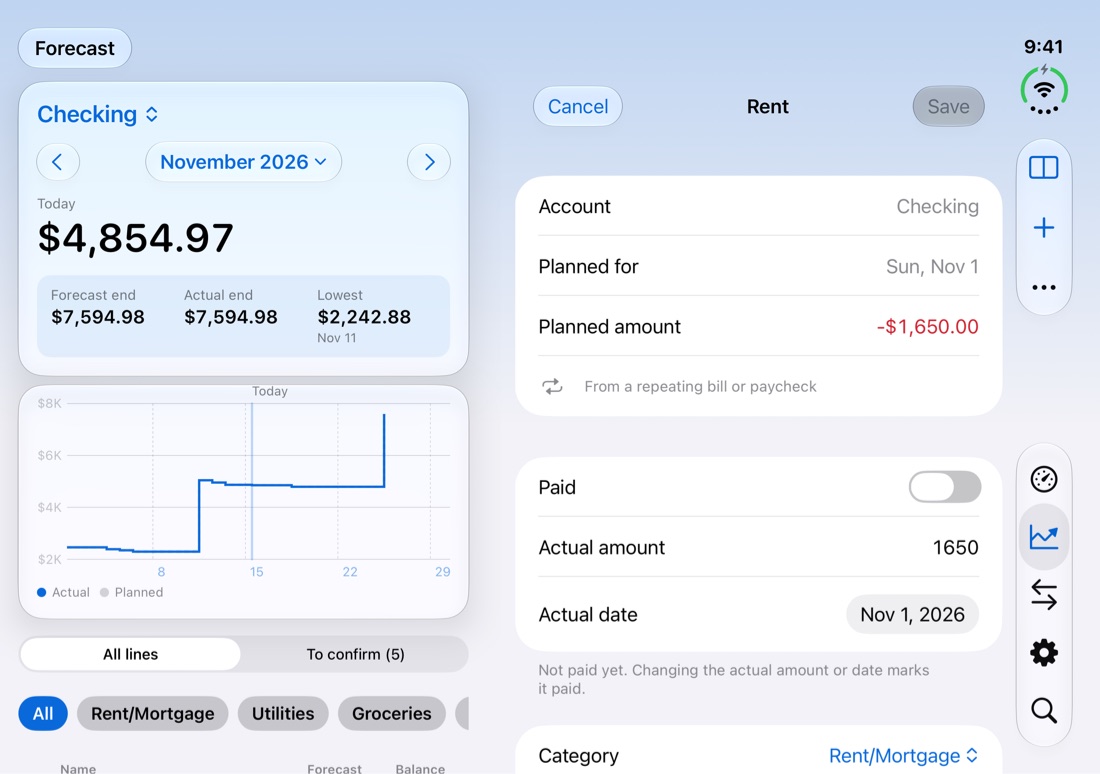 Forecast
Checking
November 2026
Today
$4,854.97
Forecast end
$7,594.98
Actual end
$7,594.98
Lowest
$2,242.88
Nov 11
Today
$8K
$6K
$4K
$2K
8
15
22
29
Actual
Planned
All lines
To confirm (5)
All
Rent/Mortgage
Utilities
Groceries
Name
Forecast
Balance
Cancel
Rent
Save
Account
Checking
Planned for
Sun, Nov 1
Planned amount
-$1,650.00
From a repeating bill or paycheck
Paid
Actual amount
1650
Actual date
Nov 1, 2026
Not paid yet. Changing the actual amount or date marks
it paid.
Category
Rent/Mortgage
9:41